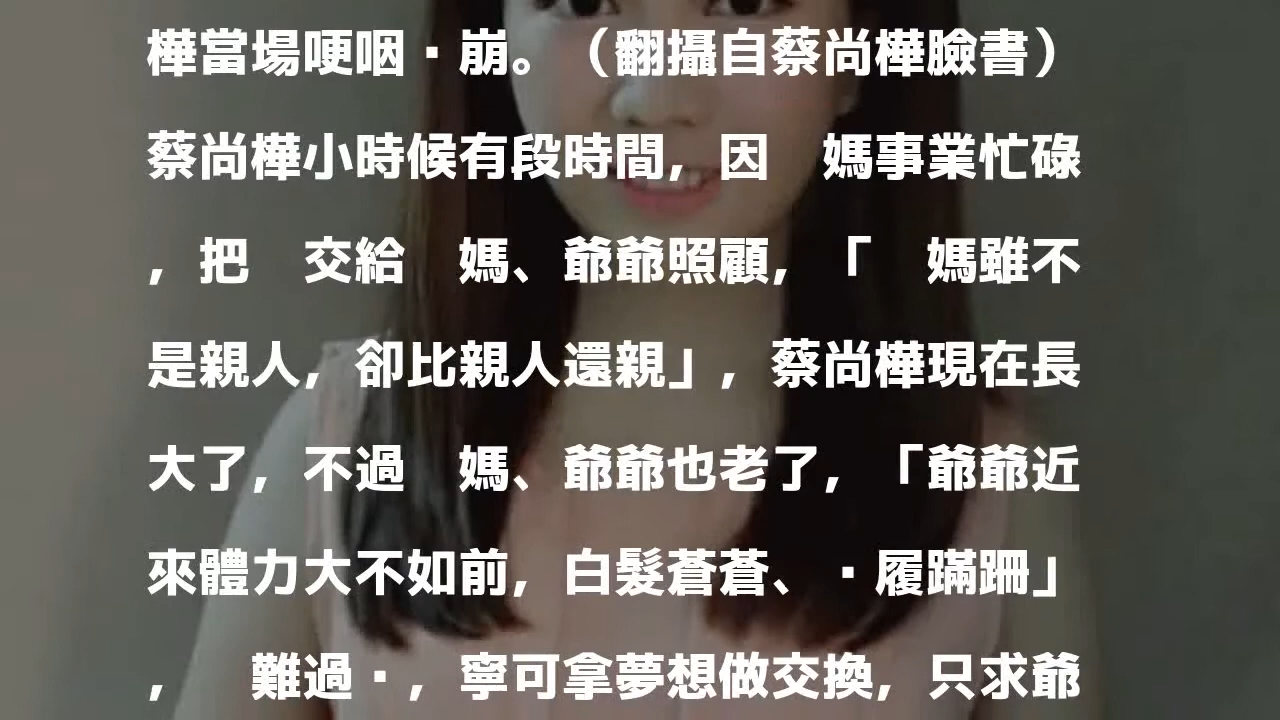 樺當場哽咽▪崩。（翻攝自蔡尚樺臉書）
蔡尚樺小時候有段時間，因　媽事業忙碌
，把　交給　媽、爺爺照顧，「　媽雖不
是親人，卻比親人還親」，蔡尚樺現在長
大了，不過　媽、爺爺也老了，「爺爺近
來體力大不如前，白髮蒼蒼、▪履蹣跚」
，　　難過▪，寧可拿夢想做交換，只求爺